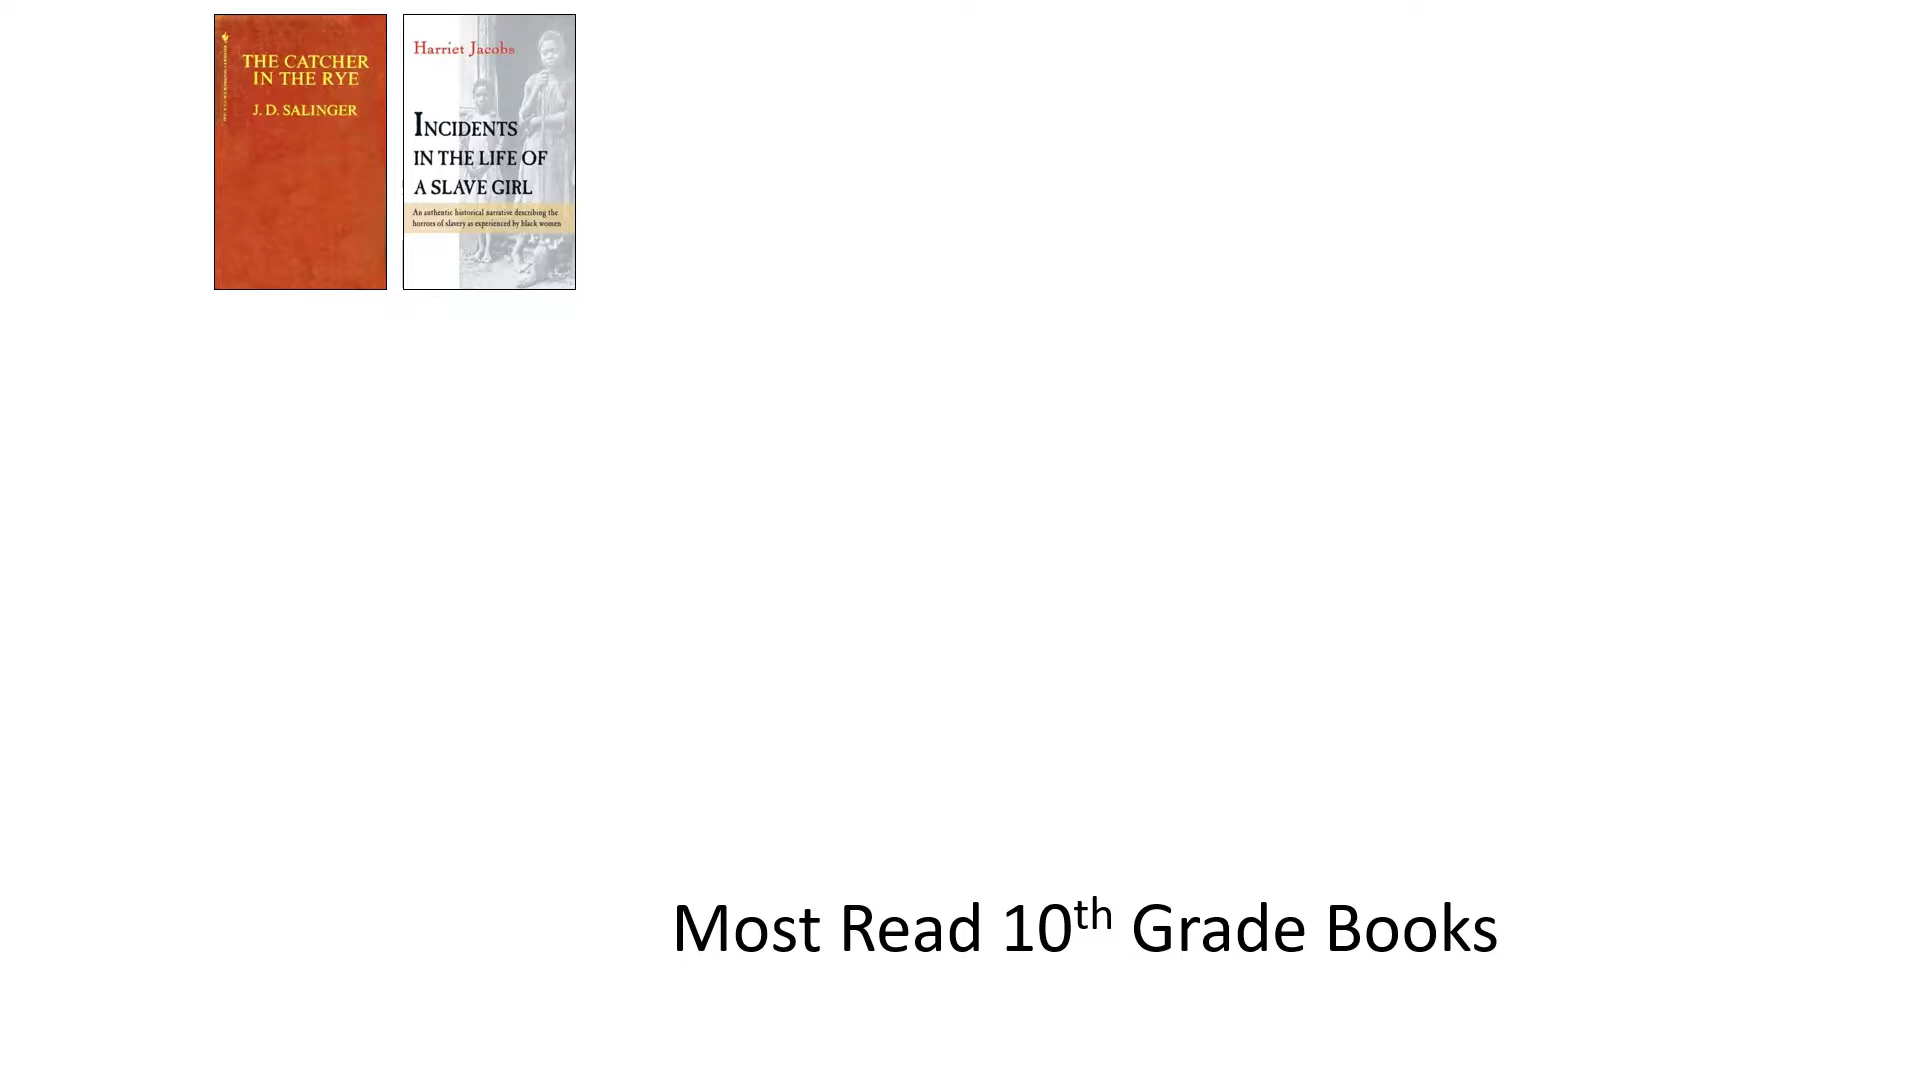 THE CATCHER
IN THE RYE
J. D. SALINGER
Harriet Jacobs
INCIDENTS
IN THE LIFE OF
A SLAVE GIRL
An authentic historical narrative describing the
horrors of slavery as experienced by black women
Most Read 10th Grade Books